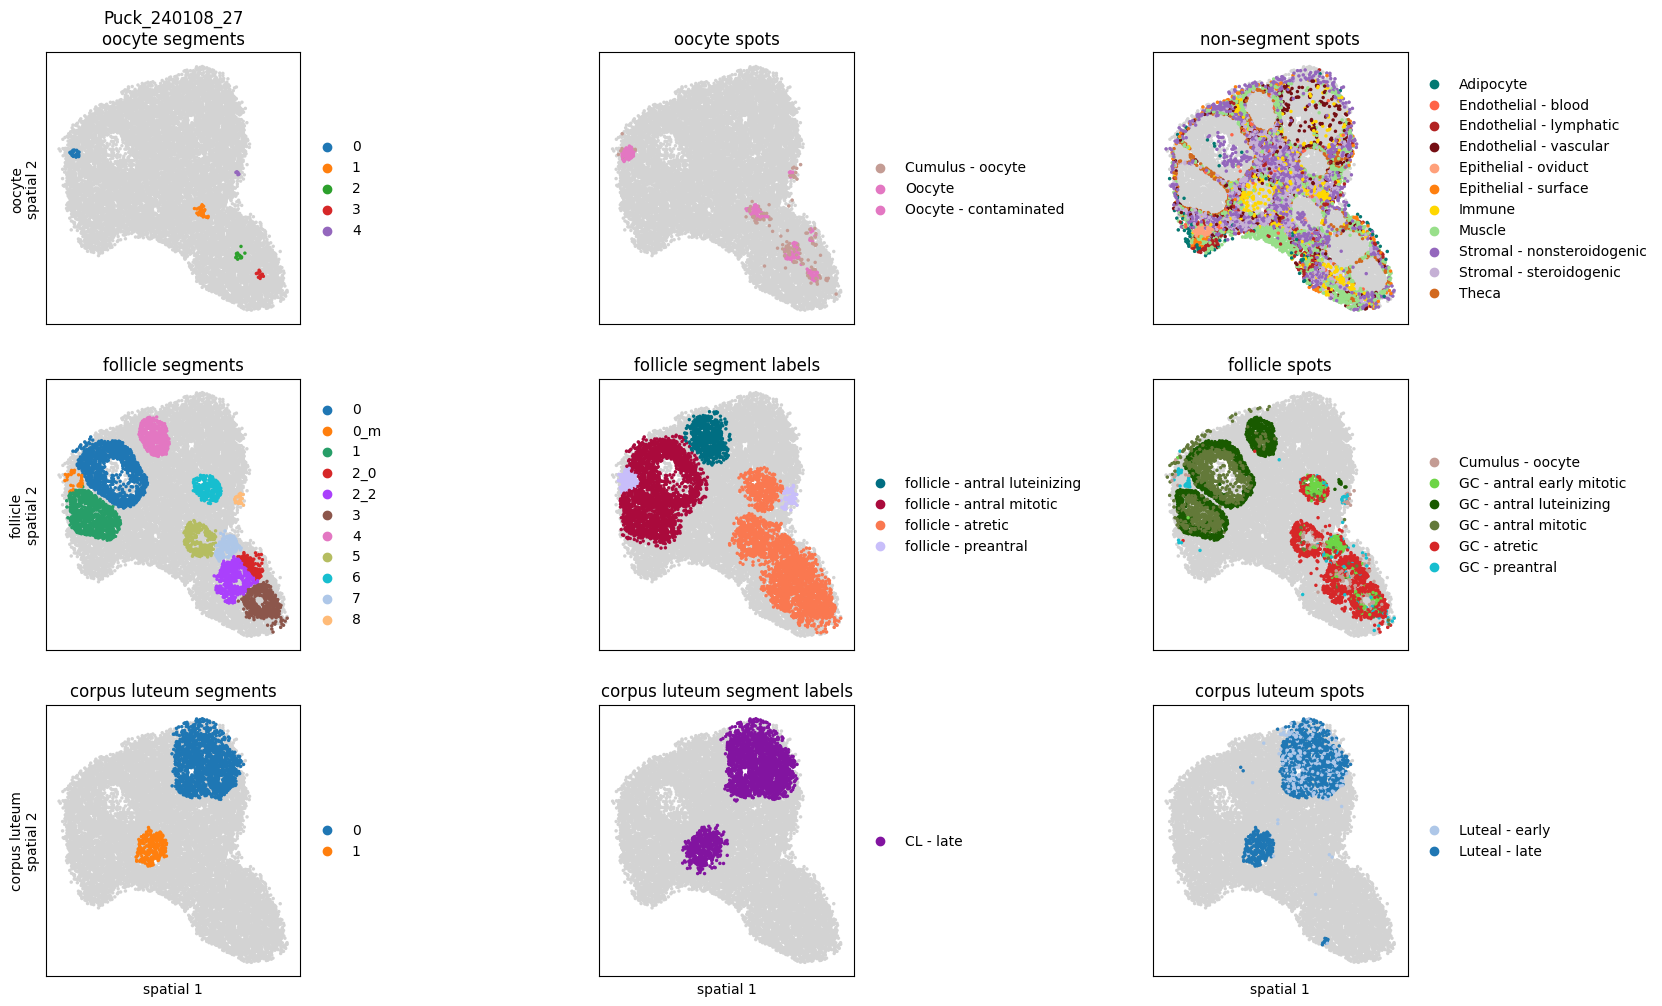 Puck_240108_27
oocyte segments
oocyte spots
non-segment spots
oocyte
spatial 2
0
1
2
3
4
Cumulus - oocyte
Oocyte
Oocyte - contaminated
Adipocyte
Endothelial - blood
Endothelial - lymphatic
Endothelial - vascular
Epithelial - oviduct
Epithelial - surface
Immune
Muscle
Stromal - nonsteroidogenic
Stromal - steroidogenic
Theca
follicle segments
follicle segment labels
follicle spots
follicle
spatial 2
0
0_m
1
2_0
2_2
3
4
5
6
7
8
follicle - antral luteinizing
follicle - antral mitotic
follicle - atretic
follicle - preantral
Cumulus - oocyte
GC - antral early mitotic
GC - antral luteinizing
GC - antral mitotic
GC - atretic
GC - preantral
corpus luteum segments
corpus luteum segment labels
corpus luteum spots
corpus luteum
spatial 2
0
1
CL - late
Luteal - early
Luteal - late
spatial 1
spatial 1
spatial 1